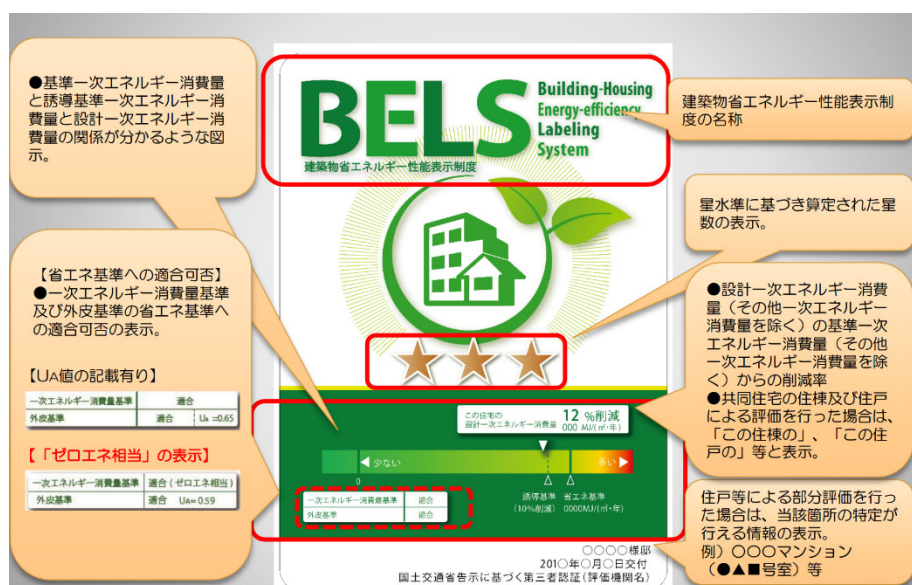 ●基準一次エネルギー消費量
と誘導基準一次エネルギー消
費量と設計一次エネルギー消
費量の関係が分かるような図
示。
【省エネ基準への適合可否】
●一次エネルギー消費量基準
及び外皮基準の省エネ基準へ
の適合可否の表示。
【UA値の記載有り】
一次エネルギー消費量基準 適合
外皮基準 適合 UA =0.65
【「ゼロエネ相当」の表示】
一次エネルギー消費量基準 適合(ゼロエネ相当)
外皮基準 適合 UA=0.59
BELS
Building-Housing
Energy-efficiency
Labeling
System
建築物省エネルギー性能表示制度
この住宅の
設計一次エネルギー消費量
12 %削減
000 MJ/(㎡・年)
少ない
多い
0
誘導基準
(10%削減)
省エネ基準
0000MJ/(㎡・年)
一次エネルギー消費量基準 適合
外皮基準 適合
〇〇〇〇様邸
201〇年〇月〇日交付
国土交通省告示に基づく第三者認証(評価機関名)
建築物省エネルギー性能表示制
度の名称
星水準に基づき算定された星
数の表示。
●設計一次エネルギー消費
量（その他一次エネルギー
消費量を除く）の基準一次
エネルギー消費量（その他
一次エネルギー消費量を除
く）からの削減率
●共同住宅の住棟及び住戸
による評価を行った場合は、
「この住棟の」、「この住
戸の」等と表示。
住戸等による部分評価を行っ
た場合は、当該箇所の特定が
行える情報の表示。
例）〇〇〇マンション
（●▲■号室）等